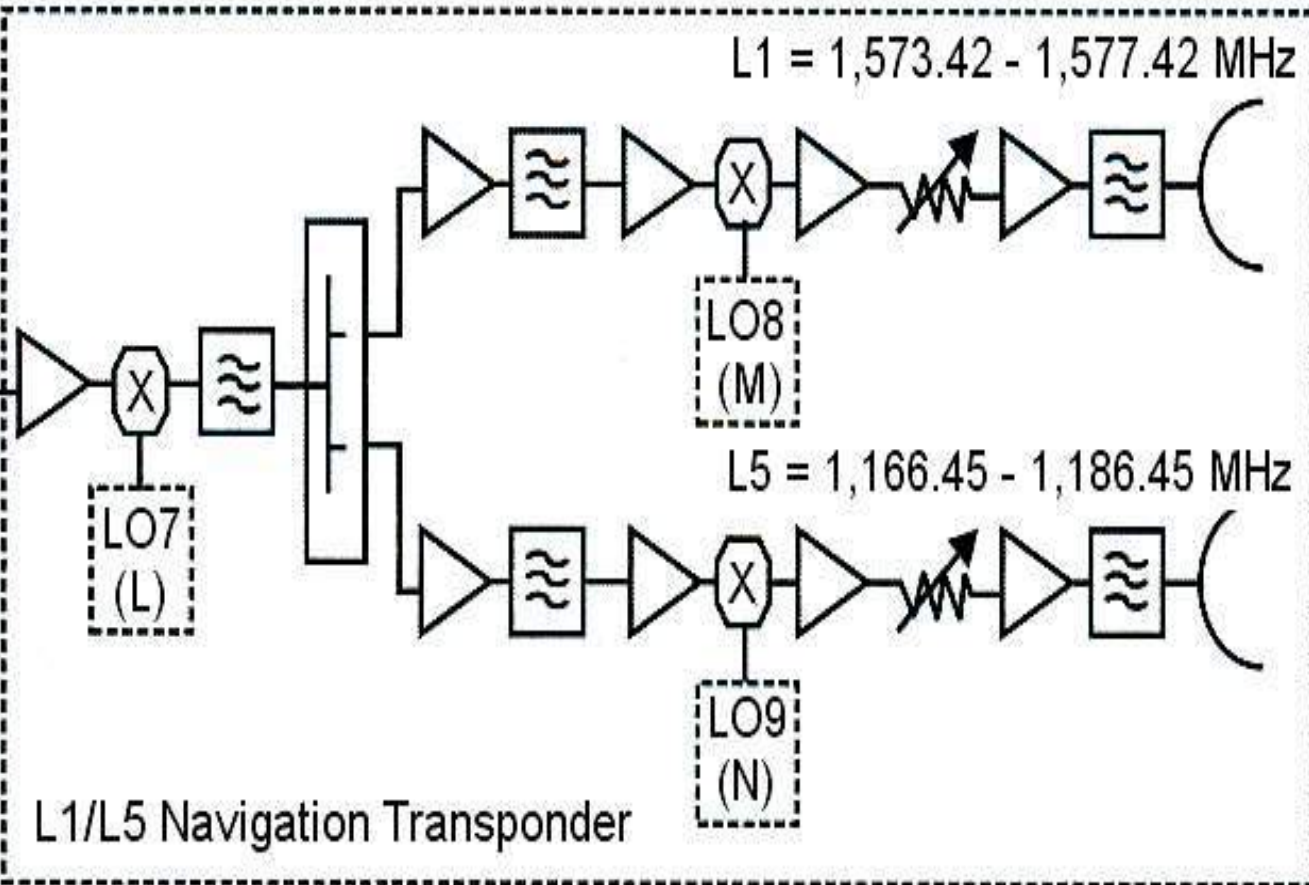 L1 = 1,573.42 - 1,577.42 MHz
X
LO8
(M)
X
LO7
(L)
L5 = 1,166.45 - 1,186.45 MHz
X
LO9
(N)
L1/L5 Navigation Transponder